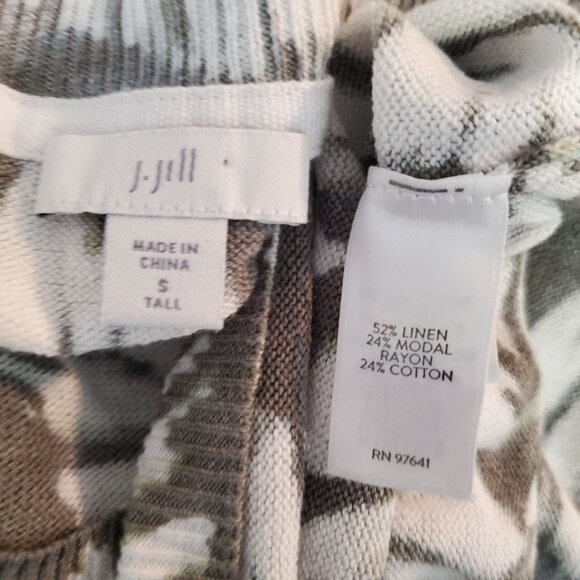 J.Jill
MADE IN
CHINA
S
TALL
52% LINEN
24% MODAL
RAYON
24% COTTON
RN 97641